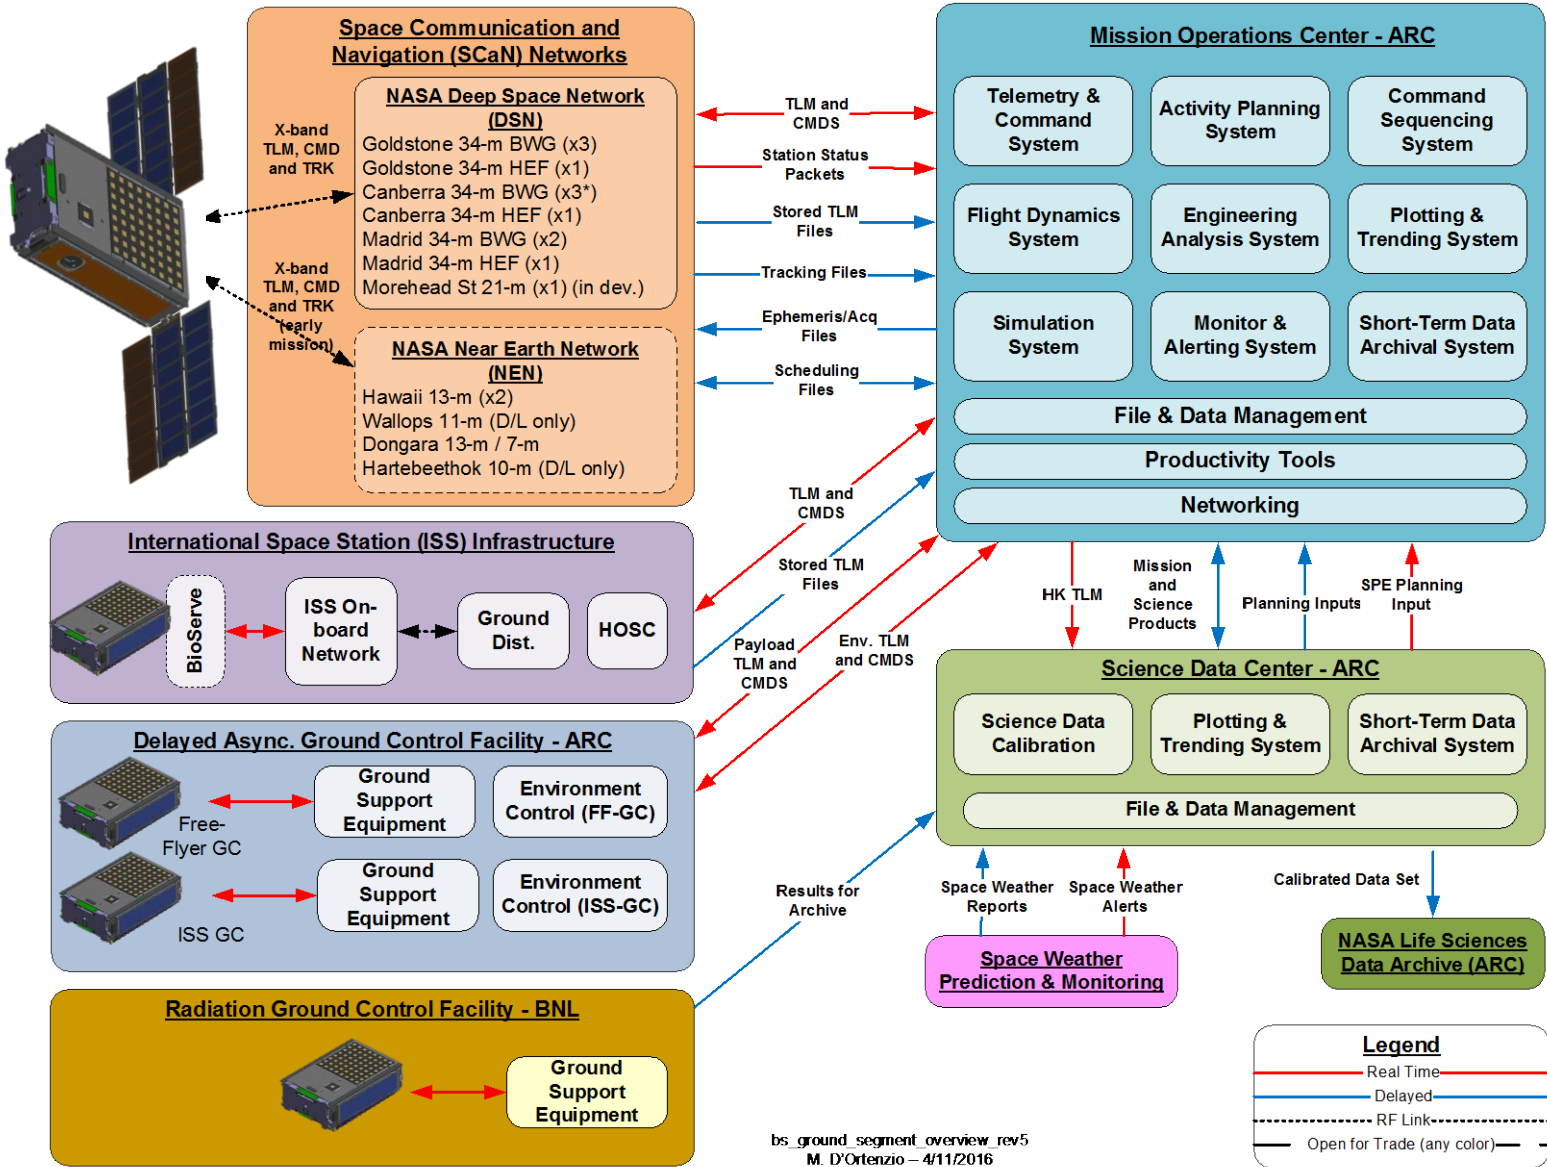 Space Communication and
Navigation (SCaN) Networks
NASA Deep Space Network
(DSN)
Goldstone 34-m BWG (x3)
Goldstone 34-m HEF (x1)
Canberra 34-m BWG (x3*)
Canberra 34-m HEF (x1)
Madrid 34-m BWG (x2)
Madrid 34-m HEF (x1)
Morehead St 21-m (x1) (in dev.)
X-band
TLM, CMD
and TRK
X-band
TLM, CMD
and TRK
(early
mission)
NASA Near Earth Network
(NEN)
Hawaii 13-m (x2)
Wallops 11-m (D/L only)
Dongara 13-m / 7-m
Hartebeethok 10-m (D/L only)
TLM and
CMDS
Station Status
Packets
Stored TLM
Files
Tracking Files
Ephemeris/Acq
Files
Scheduling
Files
Mission Operations Center - ARC
Telemetry &
Command
System
Activity Planning
System
Command
Sequencing
System
Flight Dynamics
System
Engineering
Analysis System
Plotting &
Trending System
Simulation
System
Monitor &
Alerting System
Short-Term Data
Archival System
File & Data Management
Productivity Tools
Networking
International Space Station (ISS) Infrastructure
BioServe
ISS On-
board
Network
Ground
Dist.
HOSC
TLM and
CMDS
Stored TLM
Files
Payload
TLM and
CMDS
Env. TLM
and CMDS
HK TLM
Mission
and
Science
Products
Planning Inputs
SPE Planning
Input
Delayed Async. Ground Control Facility - ARC
Free-
Flyer GC
Ground
Support
Equipment
Environment
Control (FF-GC)
ISS GC
Ground
Support
Equipment
Environment
Control (ISS-GC)
Science Data Center - ARC
Science Data
Calibration
Plotting &
Trending System
Short-Term Data
Archival System
File & Data Management
Results for
Archive
Space Weather
Reports
Space Weather
Alerts
Calibrated Data Set
Space Weather
Prediction & Monitoring
NASA Life Sciences
Data Archive (ARC)
Radiation Ground Control Facility - BNL
Ground
Support
Equipment
Legend
Real Time
Delayed
RF Link
Open for Trade (any color)
bs_ground_segment_overview_rev5
M. D'Ortenzio – 4/11/2016